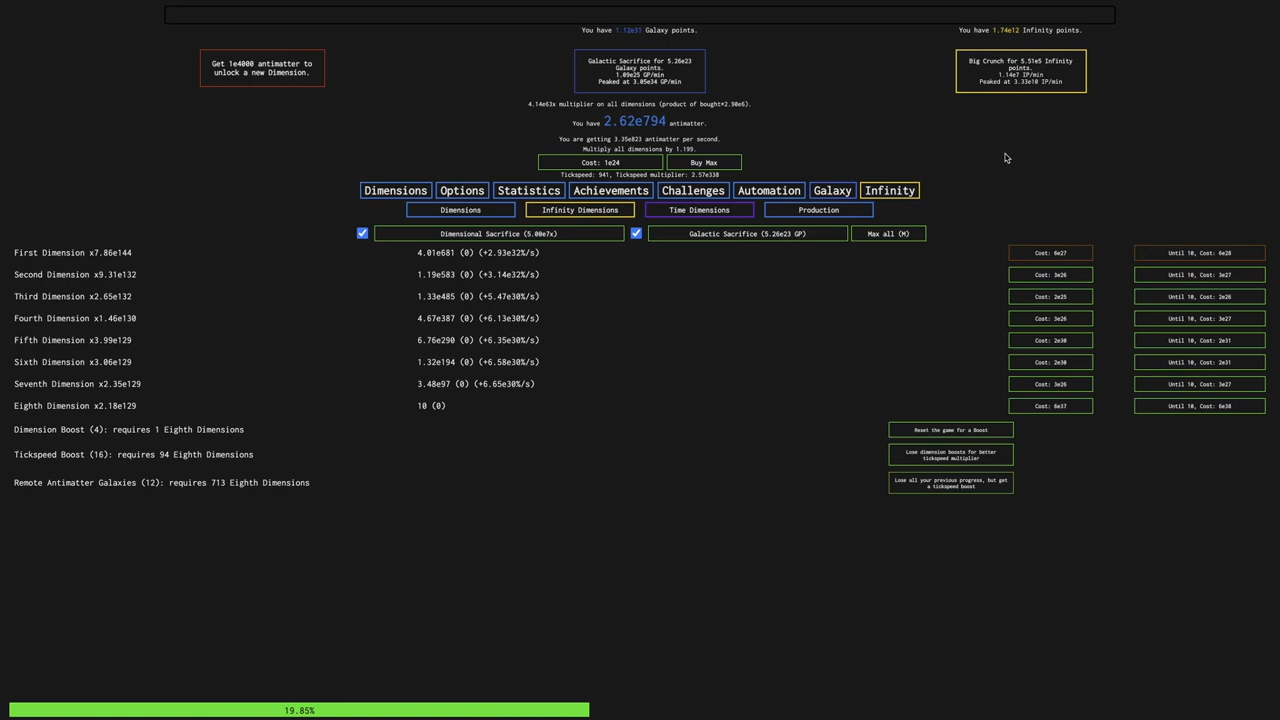 You have 1.12e31 Galaxy points.
You have 1.74e12 Infinity points.
Get 1e4000 antimatter to
unlock a new Dimension.
Galactic Sacrifice for 5.26e23
Galaxy points.
1.09e25 GP/min
Peaked at 3.05e34 GP/min
Big Crunch for 5.51e5 Infinity
points.
1.14e7 IP/min
Peaked at 3.33e10 IP/min
4.14e63x multiplier on all dimensions (product of bought*2.90e6).
You have 2.62e794 antimatter.
You are getting 3.35e823 antimatter per second.
Multiply all dimensions by 1.199.
Cost: 1e24
Buy Max
Tickspeed: 941, Tickspeed multiplier: 2.57e338
Dimensions Options Statistics Achievements Challenges Automation Galaxy Infinity
Dimensions Infinity Dimensions Time Dimensions Production
Dimensional Sacrifice (5.00e7x) Galactic Sacrifice (5.26e23 GP) Max all (M)
First Dimension x7.86e144 4.01e681 (0) (+2.93e32%/s) Cost: 6e27 Until 10, Cost: 6e28
Second Dimension x9.31e132 1.19e583 (0) (+3.14e32%/s) Cost: 3e26 Until 10, Cost: 3e27
Third Dimension x2.65e132 1.33e485 (0) (+5.47e30%/s) Cost: 2e25 Until 10, Cost: 2e26
Fourth Dimension x1.46e130 4.67e387 (0) (+6.13e30%/s) Cost: 3e26 Until 10, Cost: 3e27
Fifth Dimension x3.99e129 6.76e290 (0) (+6.35e30%/s) Cost: 2e30 Until 10, Cost: 2e31
Sixth Dimension x3.06e129 1.32e194 (0) (+6.58e30%/s) Cost: 2e30 Until 10, Cost: 2e31
Seventh Dimension x2.35e129 3.48e97 (0) (+6.65e30%/s) Cost: 3e26 Until 10, Cost: 3e27
Eighth Dimension x2.18e129 10 (0) Cost: 6e37 Until 10, Cost: 6e38
Dimension Boost (4): requires 1 Eighth Dimensions
Reset the game for a Boost
Tickspeed Boost (16): requires 94 Eighth Dimensions
Lose dimension boosts for better
tickspeed multiplier
Remote Antimatter Galaxies (12): requires 713 Eighth Dimensions
Lose all your previous progress, but get
a tickspeed boost
19.85%